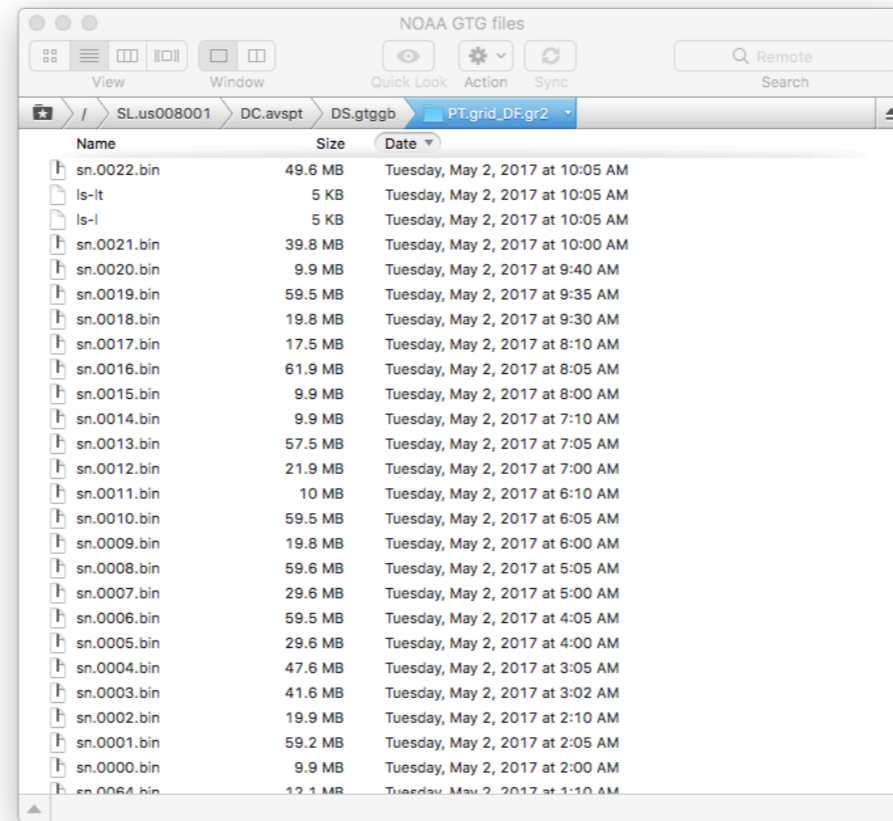 NOAA GTG files
View Window Quick Look Action Sync Remote Search
/ SL.us008001 DC.avspt DS.gtggb PT.grid_DF.gr2
Name Size Date
sn.0022.bin 49.6 MB Tuesday, May 2, 2017 at 10:05 AM
ls-lt 5 KB Tuesday, May 2, 2017 at 10:05 AM
ls-l 5 KB Tuesday, May 2, 2017 at 10:05 AM
sn.0021.bin 39.8 MB Tuesday, May 2, 2017 at 10:00 AM
sn.0020.bin 9.9 MB Tuesday, May 2, 2017 at 9:40 AM
sn.0019.bin 59.5 MB Tuesday, May 2, 2017 at 9:35 AM
sn.0018.bin 19.8 MB Tuesday, May 2, 2017 at 9:30 AM
sn.0017.bin 17.5 MB Tuesday, May 2, 2017 at 8:10 AM
sn.0016.bin 61.9 MB Tuesday, May 2, 2017 at 8:05 AM
sn.0015.bin 9.9 MB Tuesday, May 2, 2017 at 8:00 AM
sn.0014.bin 9.9 MB Tuesday, May 2, 2017 at 7:10 AM
sn.0013.bin 57.5 MB Tuesday, May 2, 2017 at 7:05 AM
sn.0012.bin 21.9 MB Tuesday, May 2, 2017 at 7:00 AM
sn.0011.bin 10 MB Tuesday, May 2, 2017 at 6:10 AM
sn.0010.bin 59.5 MB Tuesday, May 2, 2017 at 6:05 AM
sn.0009.bin 19.8 MB Tuesday, May 2, 2017 at 6:00 AM
sn.0008.bin 59.6 MB Tuesday, May 2, 2017 at 5:05 AM
sn.0007.bin 29.6 MB Tuesday, May 2, 2017 at 5:00 AM
sn.0006.bin 59.5 MB Tuesday, May 2, 2017 at 4:05 AM
sn.0005.bin 29.6 MB Tuesday, May 2, 2017 at 4:00 AM
sn.0004.bin 47.6 MB Tuesday, May 2, 2017 at 3:05 AM
sn.0003.bin 41.6 MB Tuesday, May 2, 2017 at 3:02 AM
sn.0002.bin 19.9 MB Tuesday, May 2, 2017 at 2:10 AM
sn.0001.bin 59.2 MB Tuesday, May 2, 2017 at 2:05 AM
sn.0000.bin 9.9 MB Tuesday, May 2, 2017 at 2:00 AM
sn.0064.bin 12.1 MB Tuesday, May 2, 2017 at 1:10 AM